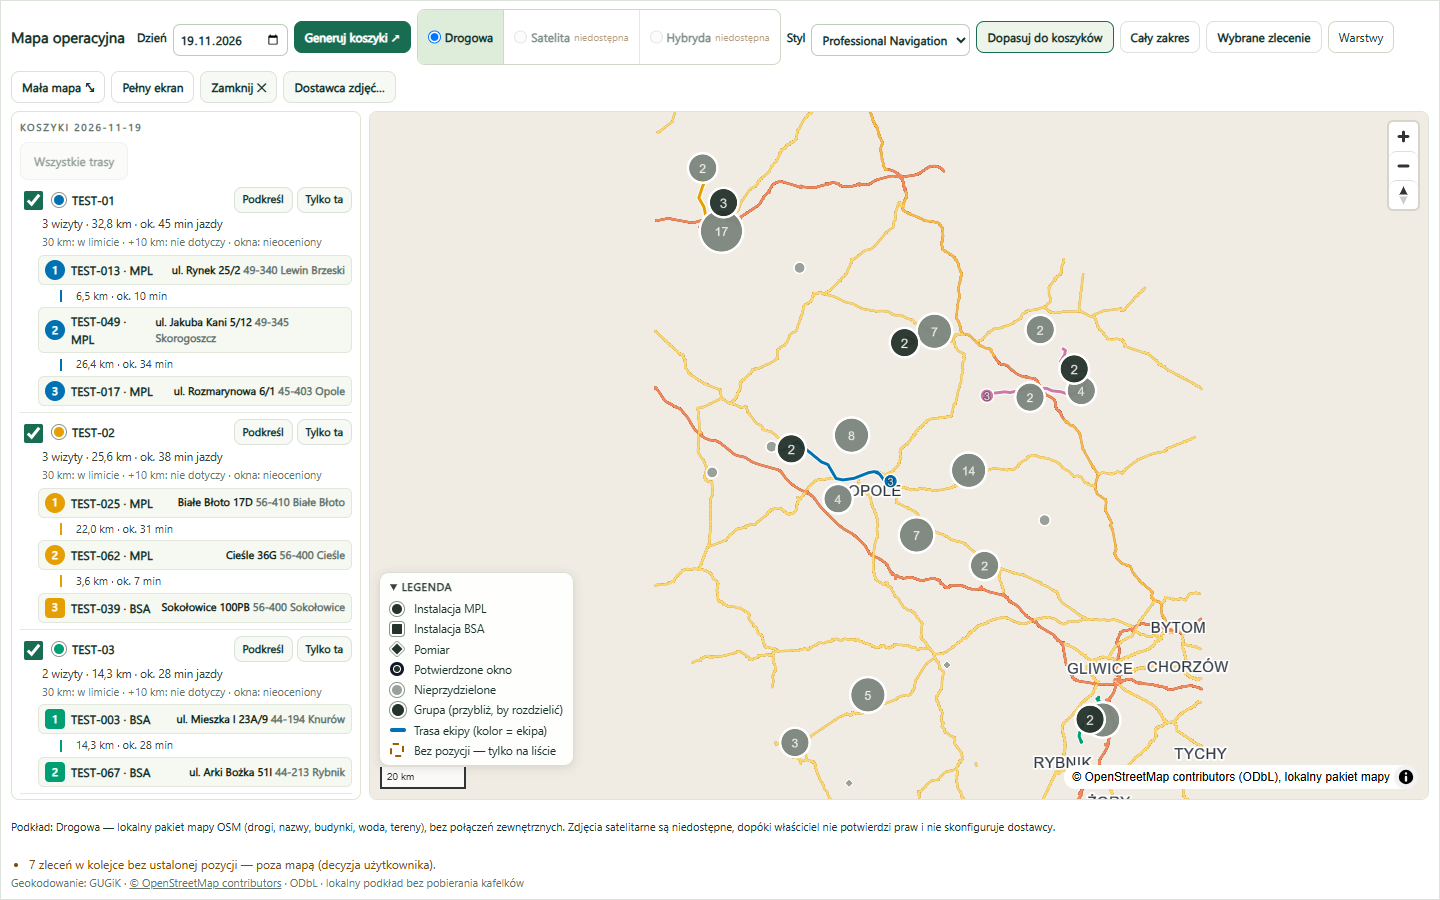 Mapa operacyjna Dzień 19.11.2026 Generuj koszyki ↗ Drogowa Satelita niedostępna Hybryda niedostępna Styl Professional Navigation Dopasuj do koszyków Cały zakres Wybrane zlecenie Warstwy
Mała mapa ⤡ Pełny ekran Zamknij ✕ Dostawca zdjęć...
KOSZYKI 2026-11-19
Wszystkie trasy
TEST-01 Podkreśl Tylko ta
3 wizyty · 32,8 km · ok. 45 min jazdy
30 km: w limicie · +10 km: nie dotyczy · okna: nieoceniony
1 TEST-013 · MPL ul. Rynek 25/2 49-340 Lewin Brzeski
6,5 km · ok. 10 min
2 TEST-049 · MPL ul. Jakuba Kani 5/12 49-345 Skorogoszcz
26,4 km · ok. 34 min
3 TEST-017 · MPL ul. Rozmarynowa 6/1 45-403 Opole
TEST-02 Podkreśl Tylko ta
3 wizyty · 25,6 km · ok. 38 min jazdy
30 km: w limicie · +10 km: nie dotyczy · okna: nieoceniony
1 TEST-025 · MPL Białe Błoto 17D 56-410 Białe Błoto
22,0 km · ok. 31 min
2 TEST-062 · MPL Cieśle 36G 56-400 Cieśle
3,6 km · ok. 7 min
3 TEST-039 · BSA Sokołowice 100PB 56-400 Sokołowice
TEST-03 Podkreśl Tylko ta
2 wizyty · 14,3 km · ok. 28 min jazdy
30 km: w limicie · +10 km: nie dotyczy · okna: nieoceniony
1 TEST-003 · BSA ul. Mieszka I 23A/9 44-194 Knurów
14,3 km · ok. 28 min
2 TEST-067 · BSA ul. Arki Bożka 51I 44-213 Rybnik
2
3
17
7
2
2
2
4
2
3
8
2
14
3
4
OPOLE
7
2
BYTOM
GLIWICE
CHORZÓW
5
2
3
TYCHY
RYBNIK
ŻORY
▼ LEGENDA
Instalacja MPL
Instalacja BSA
Pomiar
Potwierdzone okno
Nieprzydzielone
Grupa (przybliż, by rozdzielić)
Trasa ekipy (kolor = ekipa)
Bez pozycji — tylko na liście
20 km
© OpenStreetMap contributors (ODbL), lokalny pakiet mapy
Podkład: Drogowa — lokalny pakiet mapy OSM (drogi, nazwy, budynki, woda, tereny), bez połączeń zewnętrznych. Zdjęcia satelitarne są niedostępne, dopóki właściciel nie potwierdzi praw i nie skonfiguruje dostawcy.
• 7 zleceń w kolejce bez ustalonej pozycji — poza mapą (decyzja użytkownika).
Geokodowanie: GUGiK · © OpenStreetMap contributors · ODbL · lokalny podkład bez pobierania kafelków